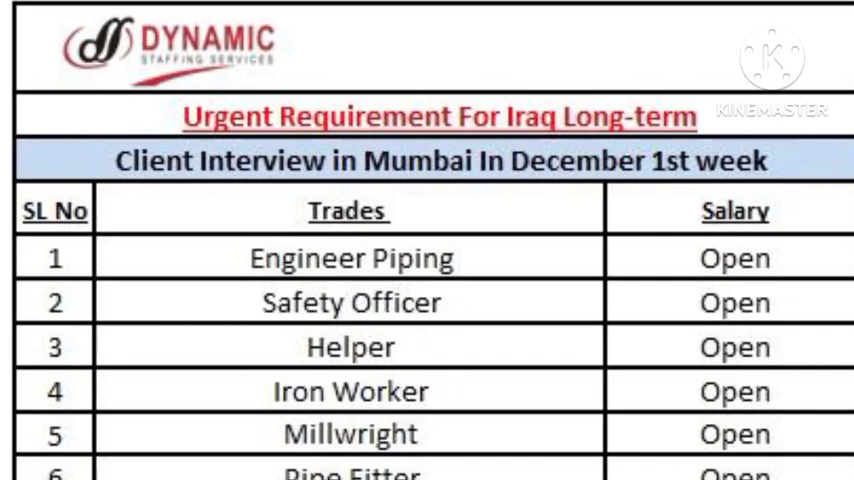 DYNAMIC
STAFFING SERVICES
KINEMASTER
Urgent Requirement For Iraq Long-term
Client Interview in Mumbai In December 1st week
SL No Trades Salary
1 Engineer Piping Open
2 Safety Officer Open
3 Helper Open
4 Iron Worker Open
5 Millwright Open
6 Pipe Fitter Open